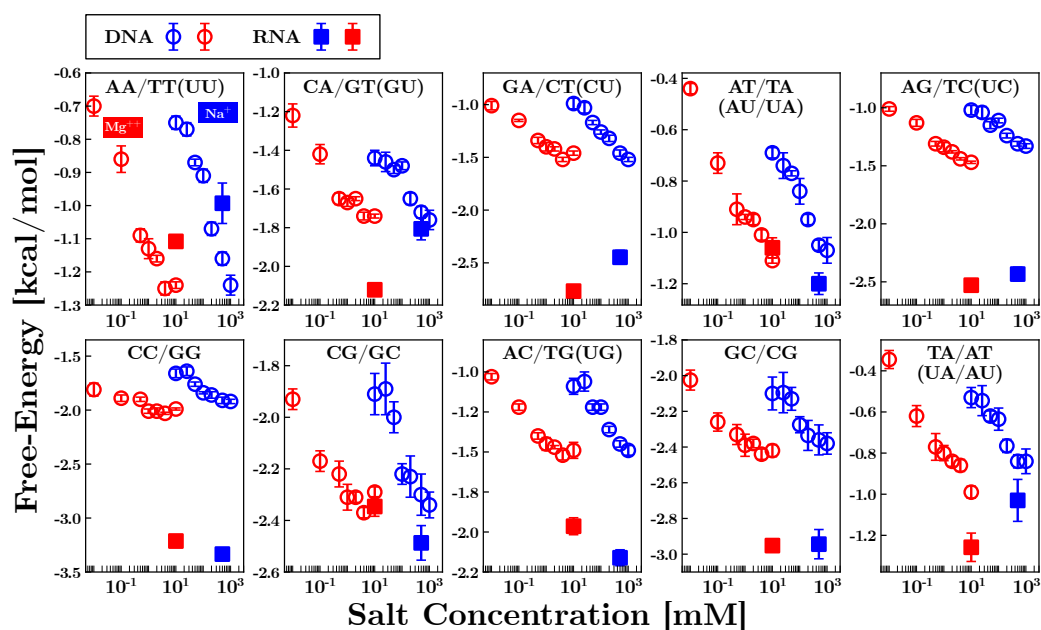 DNA RNA
AA/TT(UU) CA/GT(GU) GA/CT(CU) AT/TA (AU/UA) AG/TC(UC)
Mg++ Na+
-0.6 -0.7 -0.8 -0.9 -1.0 -1.1 -1.2 -1.3
-1.0 -1.2 -1.4 -1.6 -1.8 -2.0 -2.2
-1.0 -1.5 -2.0 -2.5
-0.4 -0.6 -0.8 -1.0 -1.2
-1.0 -1.5 -2.0 -2.5
10⁻¹ 10¹ 10³ 10⁻¹ 10¹ 10³ 10⁻¹ 10¹ 10³ 10⁻¹ 10¹ 10³ 10⁻¹ 10¹ 10³
CC/GG CG/GC AC/TG(UG) GC/CG TA/AT (UA/AU)
-1.5 -2.0 -2.5 -3.0 -3.5
-1.8 -2.0 -2.2 -2.4 -2.6
-1.0 -1.2 -1.5 -1.8 -2.0 -2.2
-1.8 -2.0 -2.2 -2.4 -2.6 -2.8 -3.0
-0.4 -0.6 -0.8 -1.0 -1.2
10⁻¹ 10¹ 10³ 10⁻¹ 10¹ 10³ 10⁻¹ 10¹ 10³ 10⁻¹ 10¹ 10³ 10⁻¹ 10¹ 10³
Free-Energy [kcal/mol]
Salt Concentration [mM]